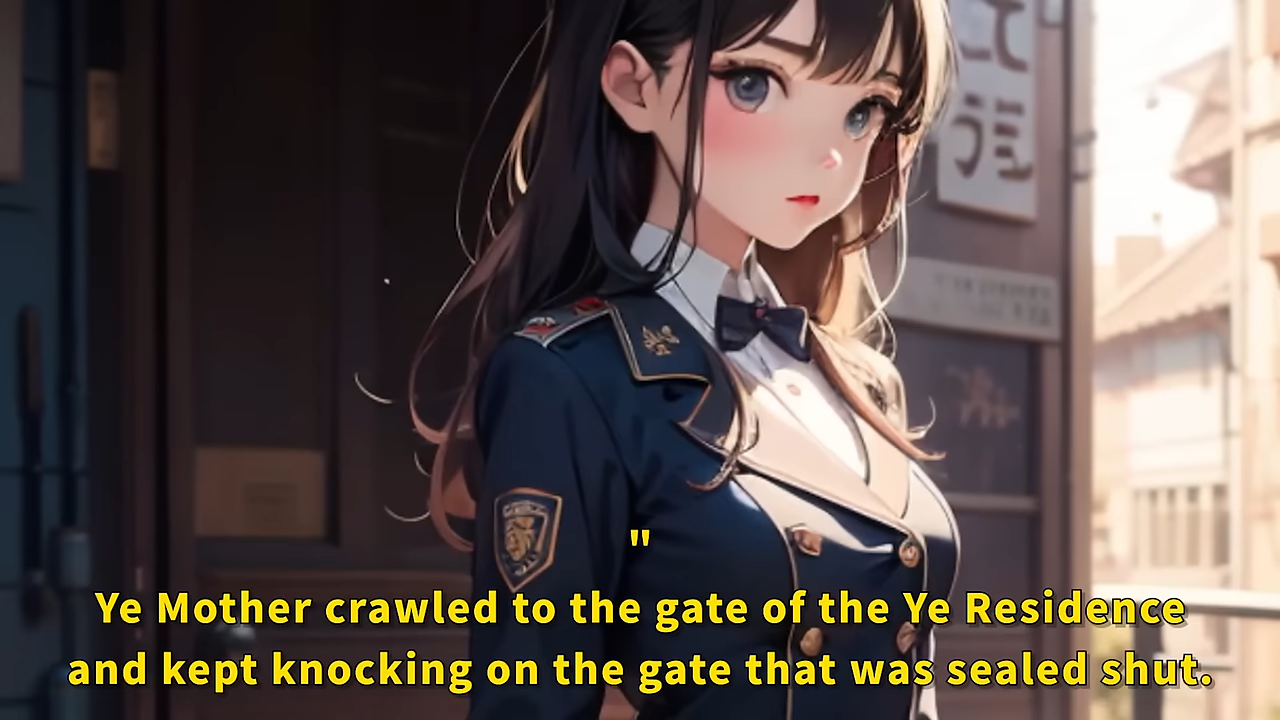 "
Ye Mother crawled to the gate of the Ye Residence
and kept knocking on the gate that was sealed shut.